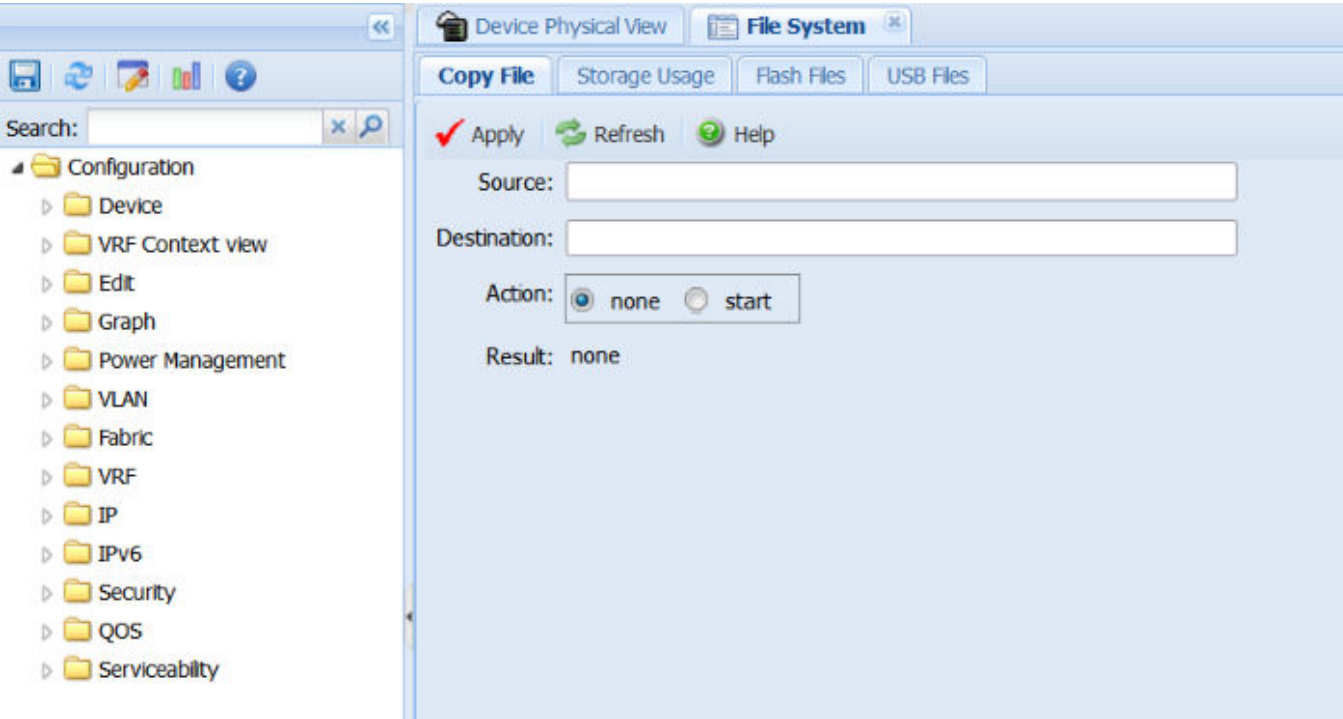 Device Physical View File System
Copy File Storage Usage Flash Files USB Files
Search:
Apply Refresh Help
Configuration
Device
VRF Context view
Edit
Graph
Power Management
VLAN
Fabric
VRF
IP
IPv6
Security
QOS
Serviceability
Source:
Destination:
Action: none start
Result: none